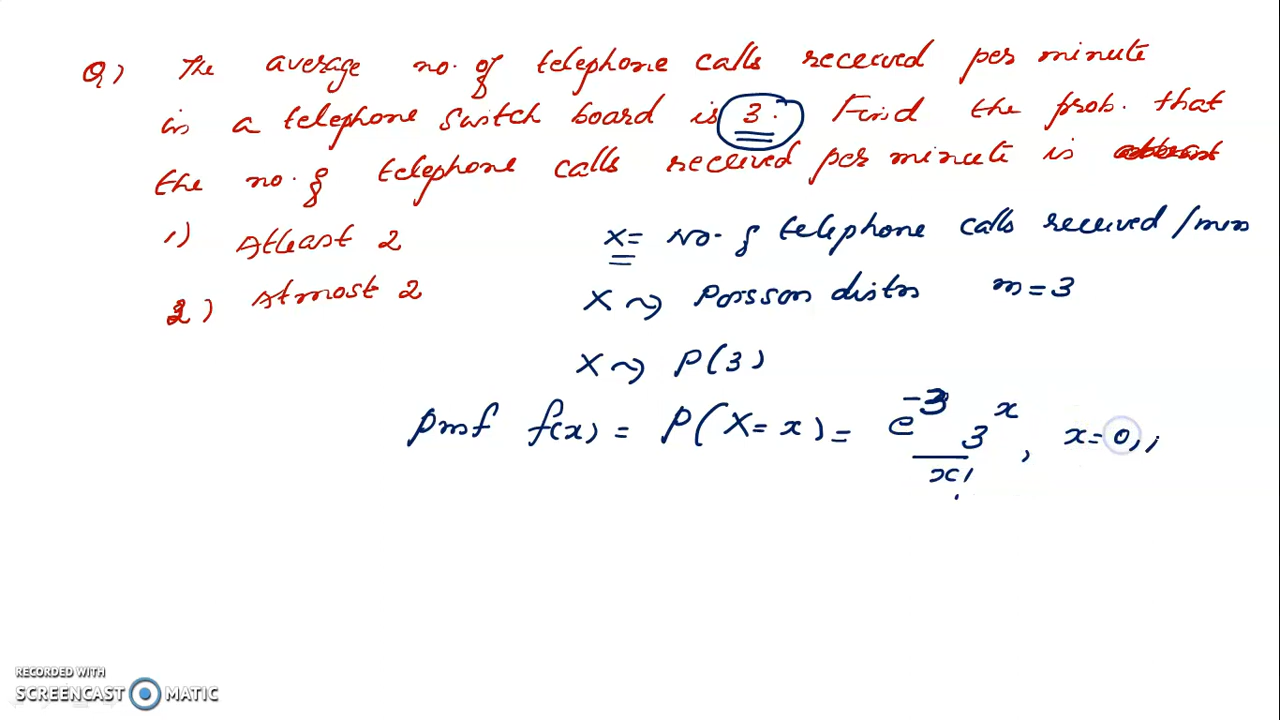 Q) The average no. of telephone calls received per minute
in a telephone switch board is 3. Find the prob. that
the no. of telephone calls received per minute is
1) Atleast 2
x = No. of telephone calls received / min
2) Atmost 2
X ~> Poisson distn m = 3
X ~> P(3)
pmf f(x) = P(X = x) = e^-3 3^x / x! , x = 0, ,
RECORDED WITH
SCREENCAST MATIC